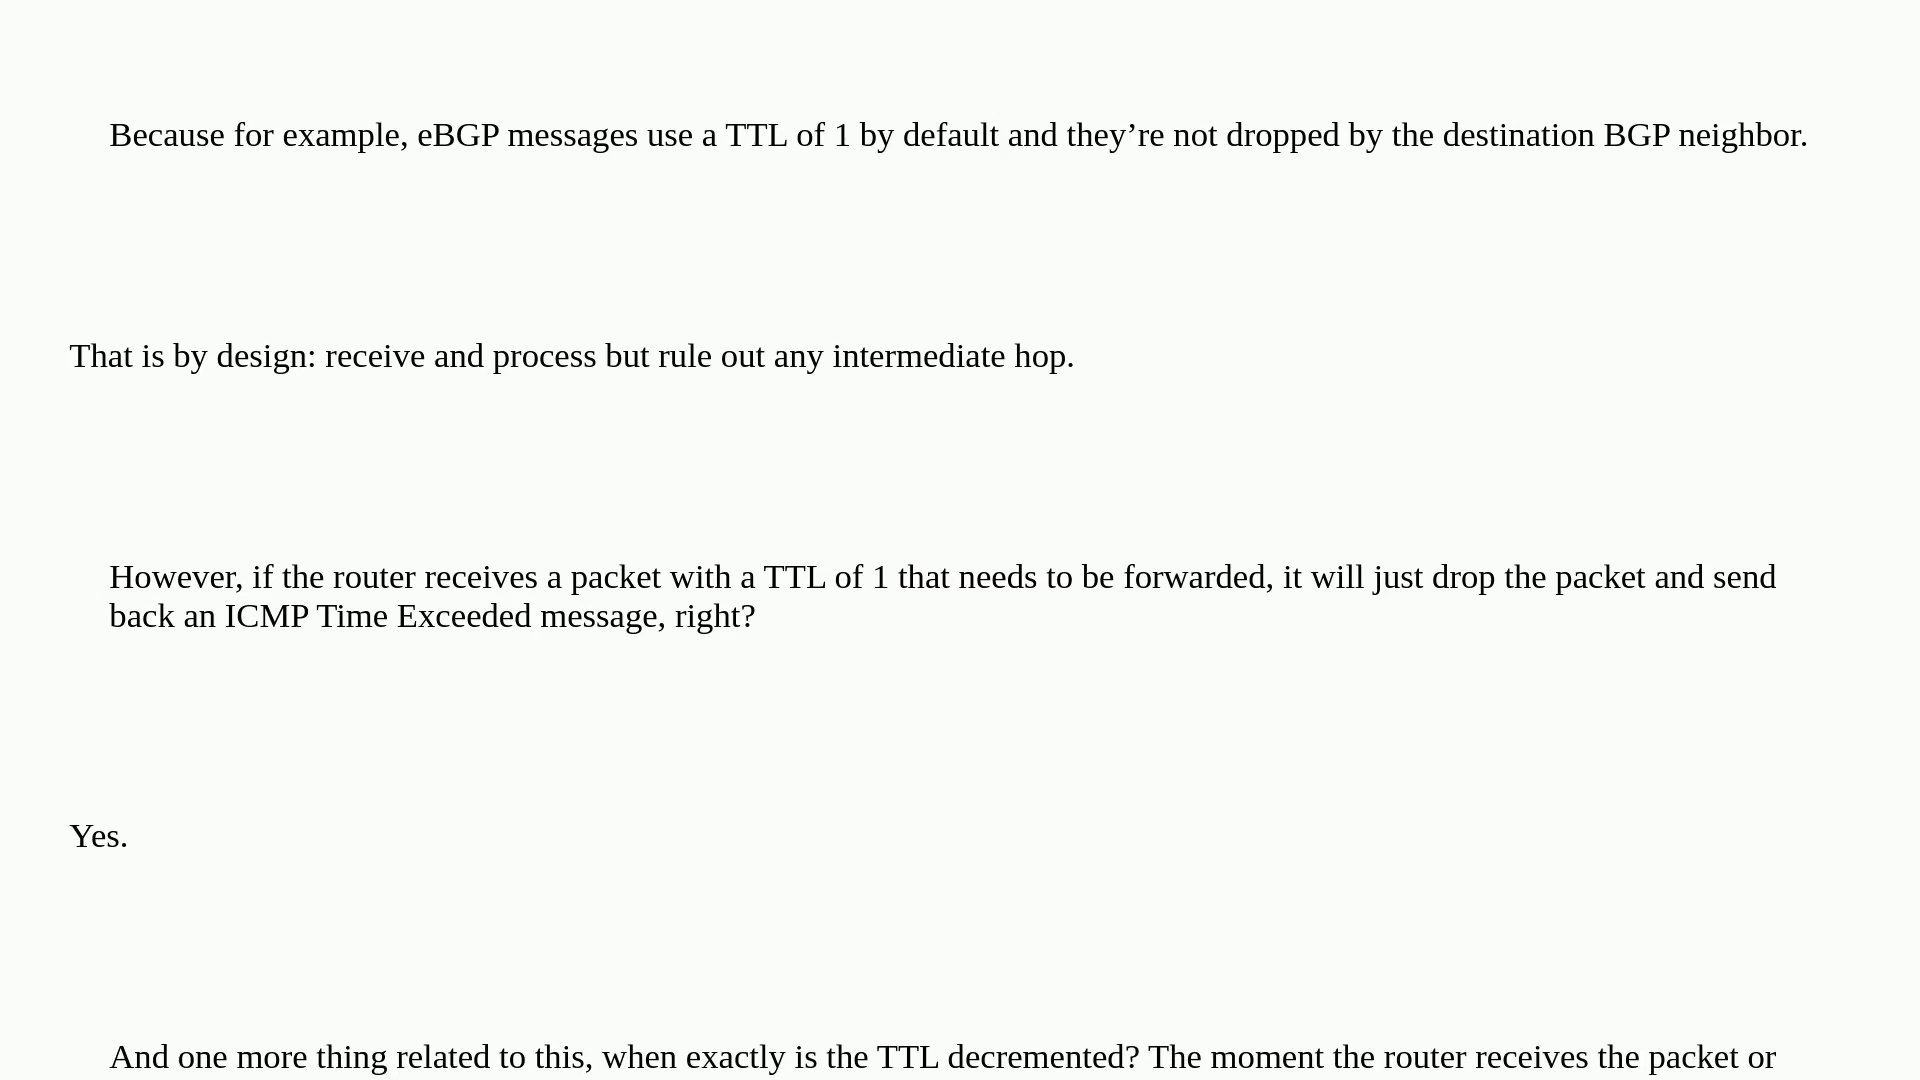 Because for example, eBGP messages use a TTL of 1 by default and they’re not dropped by the destination BGP neighbor.
That is by design: receive and process but rule out any intermediate hop.
However, if the router receives a packet with a TTL of 1 that needs to be forwarded, it will just drop the packet and send
back an ICMP Time Exceeded message, right?
Yes.
And one more thing related to this, when exactly is the TTL decremented? The moment the router receives the packet or